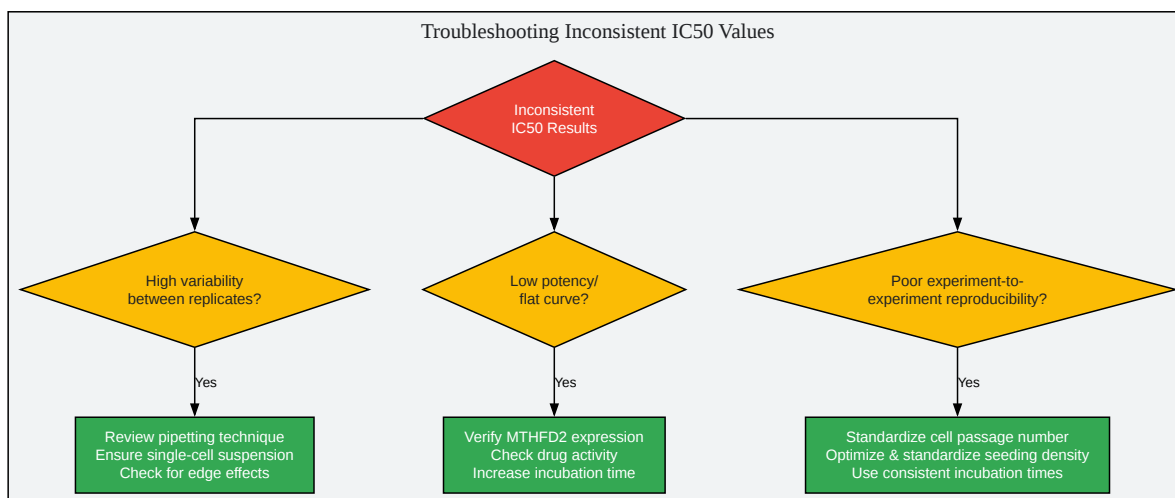 Troubleshooting Inconsistent IC50 Values
Inconsistent
IC50 Results
High variability
between replicates?
Low potency/
flat curve?
Poor experiment-to-
experiment reproducibility?
Yes
Yes
Yes
Review pipetting technique
Ensure single-cell suspension
Check for edge effects
Verify MTHFD2 expression
Check drug activity
Increase incubation time
Standardize cell passage number
Optimize & standardize seeding density
Use consistent incubation times